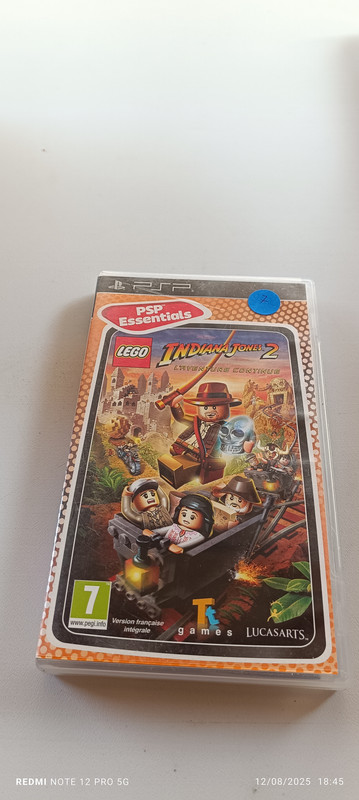 PSP
PSP
Essentials
LEGO
INDIANA JONES 2
L'AVENTURE CONTINUE
7
www.pegi.info
Version française
Intégrale
Tt
games
LUCASARTS
REDMI NOTE 12 PRO 5G
12/08/2025 18:45